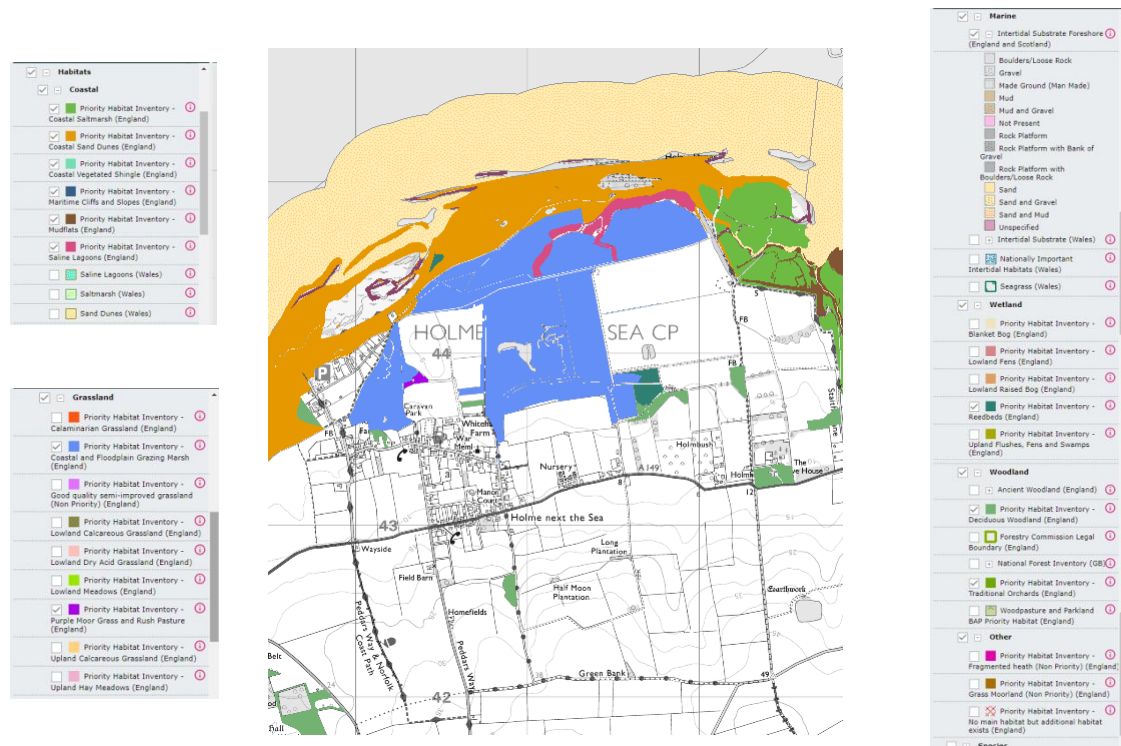 Habitats
Coastal
Priority Habitat Inventory -
Coastal Saltmarsh (England)
Priority Habitat Inventory -
Coastal Sand Dunes (England)
Priority Habitat Inventory -
Coastal Vegetated Shingle (England)
Priority Habitat Inventory -
Maritime Cliffs and Slopes (England)
Priority Habitat Inventory -
Mudflats (England)
Priority Habitat Inventory -
Saline Lagoons (England)
Saline Lagoons (Wales)
Saltmarsh (Wales)
Sand Dunes (Wales)
Grassland
Priority Habitat Inventory -
Calaminarian Grassland (England)
Priority Habitat Inventory -
Coastal and Floodplain Grazing Marsh
(England)
Priority Habitat Inventory -
Good quality semi-improved grassland
(Non Priority) (England)
Priority Habitat Inventory -
Lowland Calcareous Grassland (England)
Priority Habitat Inventory -
Lowland Dry Acid Grassland (England)
Priority Habitat Inventory -
Lowland Meadows (England)
Priority Habitat Inventory -
Purple Moor Grass and Rush Pasture
(England)
Priority Habitat Inventory -
Upland Calcareous Grassland (England)
Priority Habitat Inventory -
Upland Hay Meadows (England)
HOLME SEA CP
44
5
FB
FB
P
Caravan
Park
FB
Whitehall
Farm
War
Meml
Holmbush
Nursery
A 149
8
6
12
The
Manor
Court
43
Holme next the Sea
Wayside
Long
Plantation
Field Barn
Half Moon
Plantation
Earthwork
Homefields
Peddars Way & Norfolk
Coast Path
Peddars Way
Belt
Green Bank
38
49
42
Hall
Marine
Intertidal Substrate Foreshore
(England and Scotland)
Boulders/Loose Rock
Gravel
Made Ground (Man Made)
Mud
Mud and Gravel
Not Present
Rock Platform
Rock Platform with Bank of
Gravel
Rock Platform with
Boulders/Loose Rock
Sand
Sand and Gravel
Sand and Mud
Unspecified
Intertidal Substrate (Wales)
Nationally Important
Intertidal Habitats (Wales)
Seagrass (Wales)
Wetland
Priority Habitat Inventory -
Blanket Bog (England)
Priority Habitat Inventory -
Lowland Fens (England)
Priority Habitat Inventory -
Lowland Raised Bog (England)
Priority Habitat Inventory -
Reedbeds (England)
Priority Habitat Inventory -
Upland Flushes, Fens and Swamps
(England)
Woodland
Ancient Woodland (England)
Priority Habitat Inventory -
Deciduous Woodland (England)
Forestry Commission Legal
Boundary (England)
National Forest Inventory (GB)
Priority Habitat Inventory -
Traditional Orchards (England)
Woodpasture and Parkland
BAP Priority Habitat (England)
Other
Priority Habitat Inventory -
Fragmented heath (Non Priority) (England)
Priority Habitat Inventory -
Grass Moorland (Non Priority) (England)
Priority Habitat Inventory -
No main habitat but additional habitat
exists (England)
Species